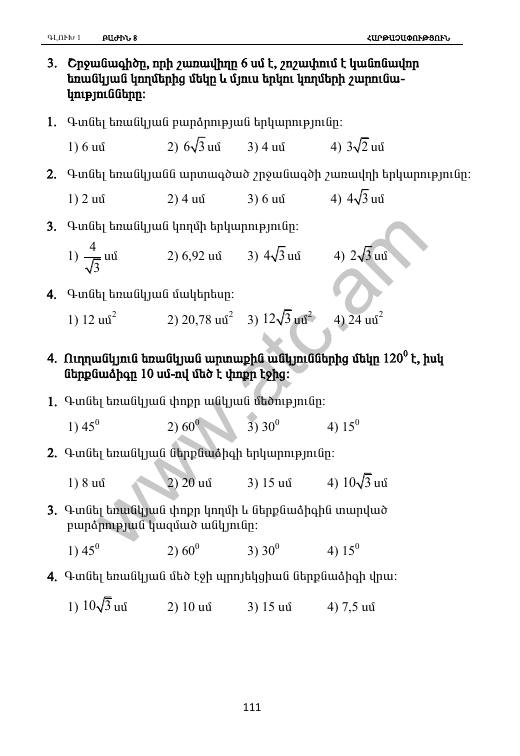 ԳԼՈՒԽ 1 ԲԱԺԻՆ 8 ՀԱՐԹԱՉԱՓՈՒԹՅՈՒՆ
3. Շրջանագիծը, որի շառավիղը 6 սմ է, շոշափում է կանոնավոր
եռանկյան կողմերից մեկը և մյուս երկու կողմերի շարունա-
կությունները:
1. Գտնել եռանկյան բարձրության երկարությունը:
1) 6 սմ 2) 6√3 սմ 3) 4 սմ 4) 3√2 սմ
2. Գտնել եռանկյանն արտագծած շրջանագծի շառավղի երկարությունը:
1) 2 սմ 2) 4 սմ 3) 6 սմ 4) 4√3 սմ
3. Գտնել եռանկյան կողմի երկարությունը:
1) 4/√3 սմ 2) 6,92 սմ 3) 4√3 սմ 4) 2√3 սմ
4. Գտնել եռանկյան մակերեսը:
1) 12 սմ² 2) 20,78 սմ² 3) 12√3 սմ² 4) 24 սմ²
4. Ուղղանկյուն եռանկյան արտաքին անկյուններից մեկը 120⁰ է, իսկ
ներքնաձիգը 10 սմ-ով մեծ է փոքր էջից:
1. Գտնել եռանկյան փոքր անկյան մեծությունը:
1) 45⁰ 2) 60⁰ 3) 30⁰ 4) 15⁰
2. Գտնել եռանկյան ներքնաձիգի երկարությունը:
1) 8 սմ 2) 20 սմ 3) 15 սմ 4) 10√3 սմ
3. Գտնել եռանկյան փոքր կողմի և ներքնաձիգին տարված
բարձրության կազմած անկյունը:
1) 45⁰ 2) 60⁰ 3) 30⁰ 4) 15⁰
4. Գտնել եռանկյան մեծ էջի պրոյեկցիան ներքնաձիգի վրա:
1) 10√3 սմ 2) 10 սմ 3) 15 սմ 4) 7,5 սմ
www.atc.am
111